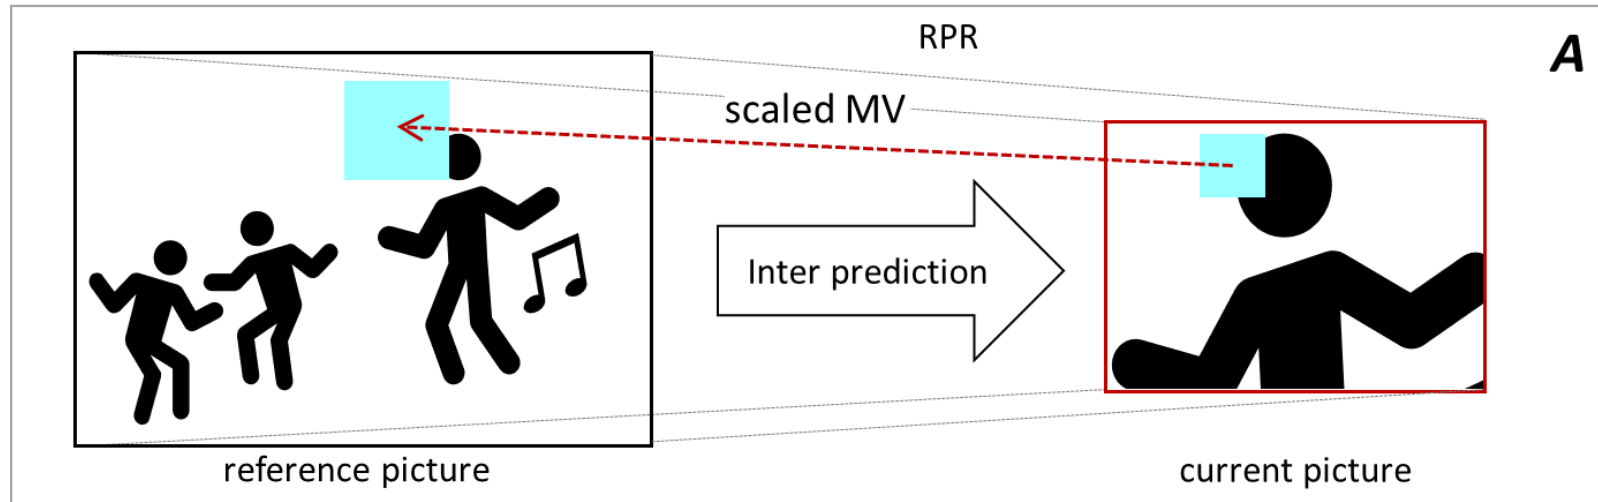 RPR
A
scaled MV
Inter prediction
reference picture
current picture